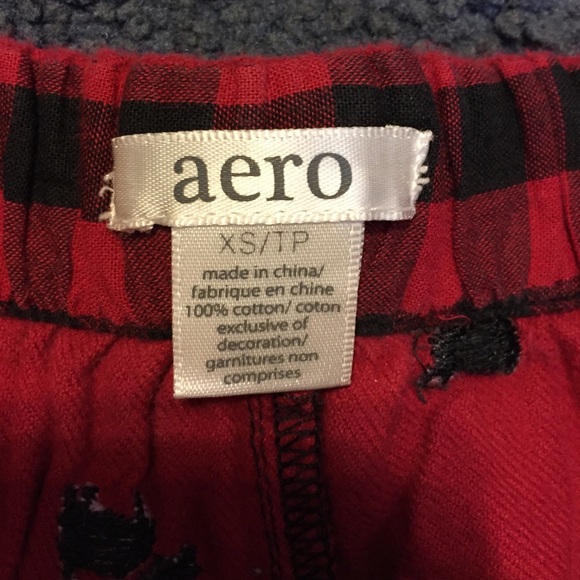 aero
XS/TP
made in china/
fabrique en chine
100% cotton/ coton
exclusive of
decoration/
garnitures non
comprises